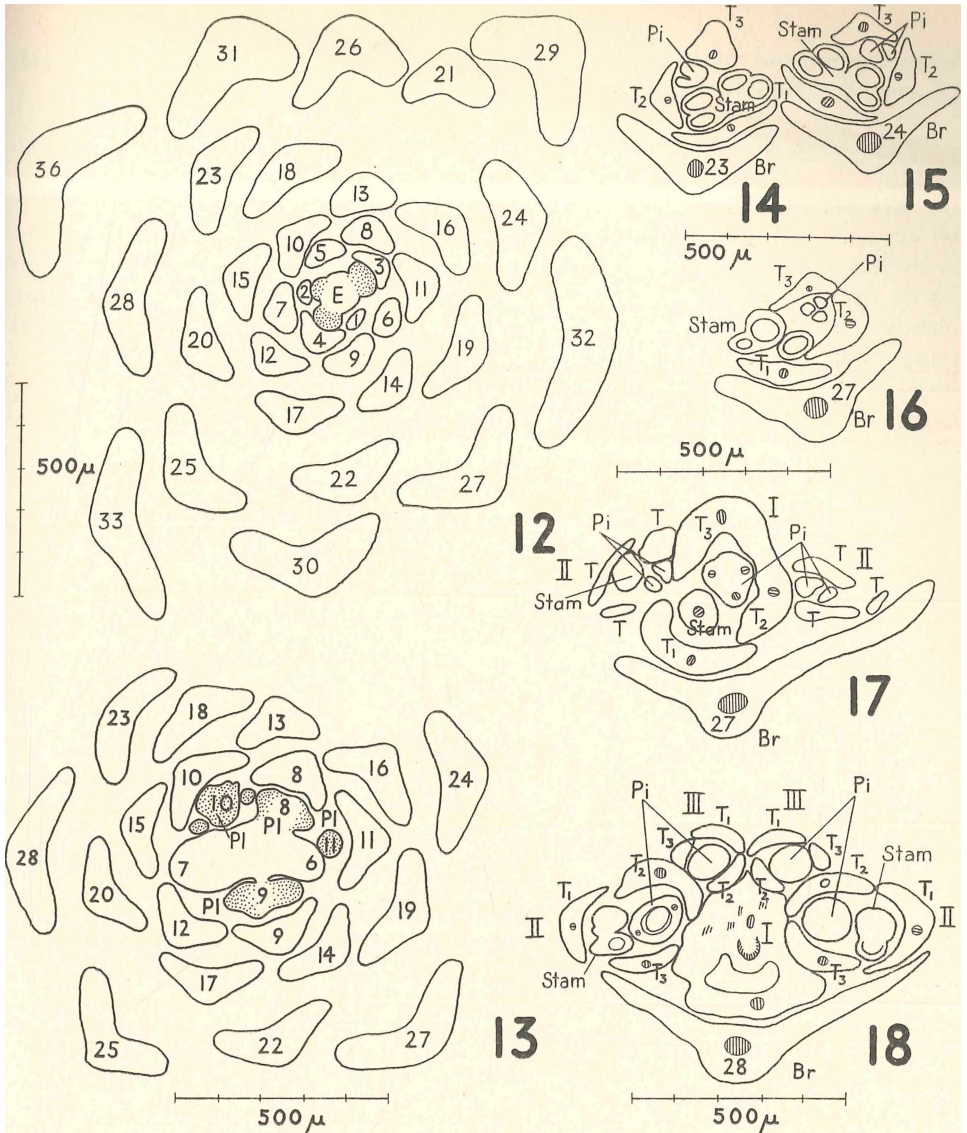 31
26
21
29
36
23
18
13
24
10
5
8
16
3
15
2
E
11
28
7
1
6
20
4
32
12
9
19
14
17
500 μ
25
22
27
33
30
12
T3
Pi
T2
Stam
T1
23
Br
14
T3
Stam
Pi
T2
24
Br
15
500 μ
T3
Pi
Stam
T2
T1
27
Br
16
500 μ
I
Pi
T
T3
Pi
II
T
T
II
Stam
T
T
Stam
T2
T
T1
27
Br
17
23
18
13
24
10
8
16
10
8
Pl
Pl
Pl
15
11
11
28
7
6
20
Pl
9
12
9
19
14
17
25
22
27
13
500 μ
Pi
III
III
Pi
T1
T1
T3
T3
Stam
T2
T2
T2
T2
T1
T1
II
I
II
Stam
T3
T3
28
Br
18
500 μ